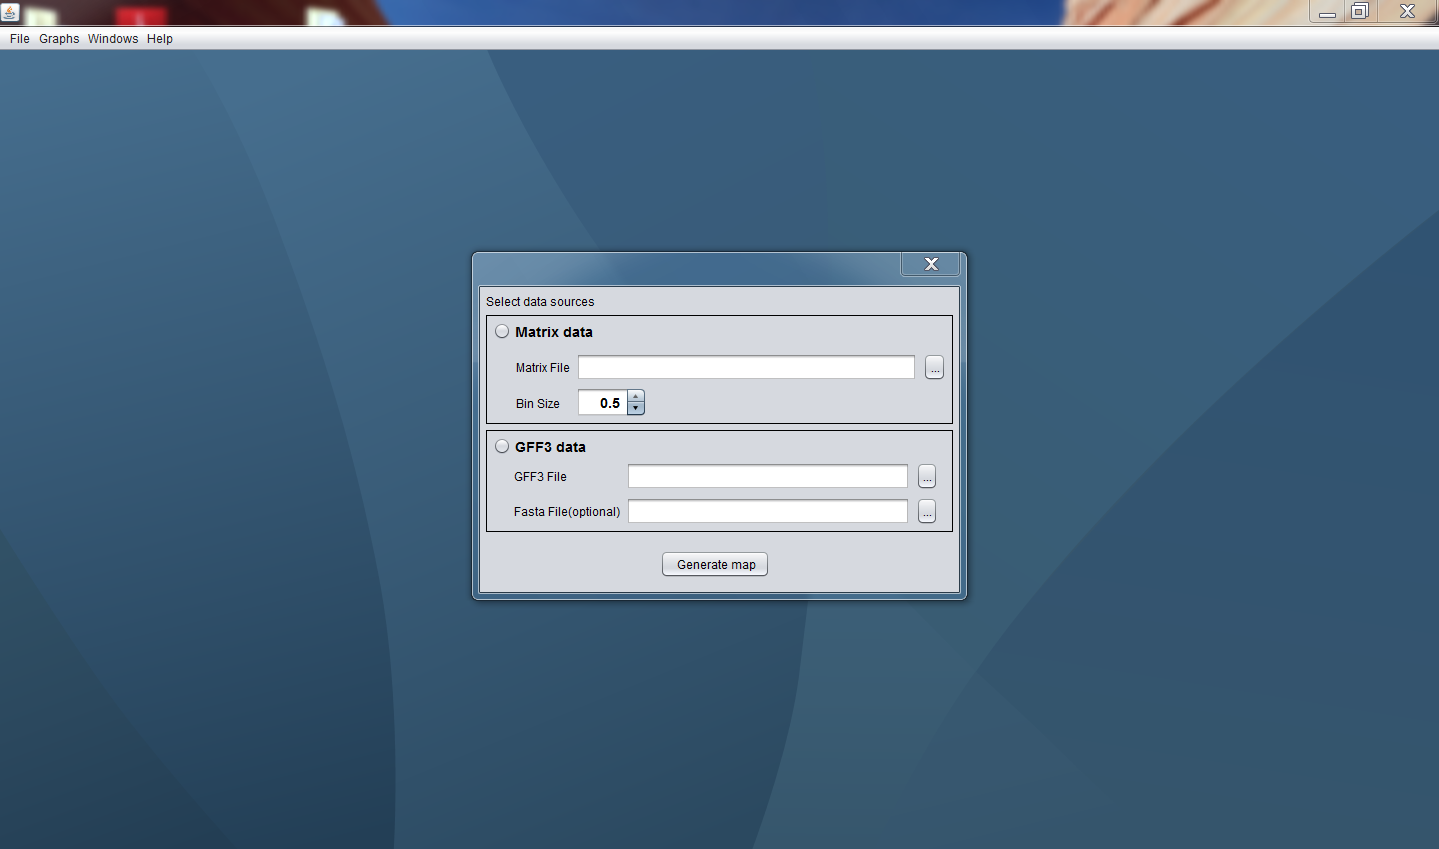 File Graphs Windows Help
Select data sources
Matrix data
Matrix File ...
Bin Size 0.5
GFF3 data
GFF3 File ...
Fasta File(optional) ...
Generate map